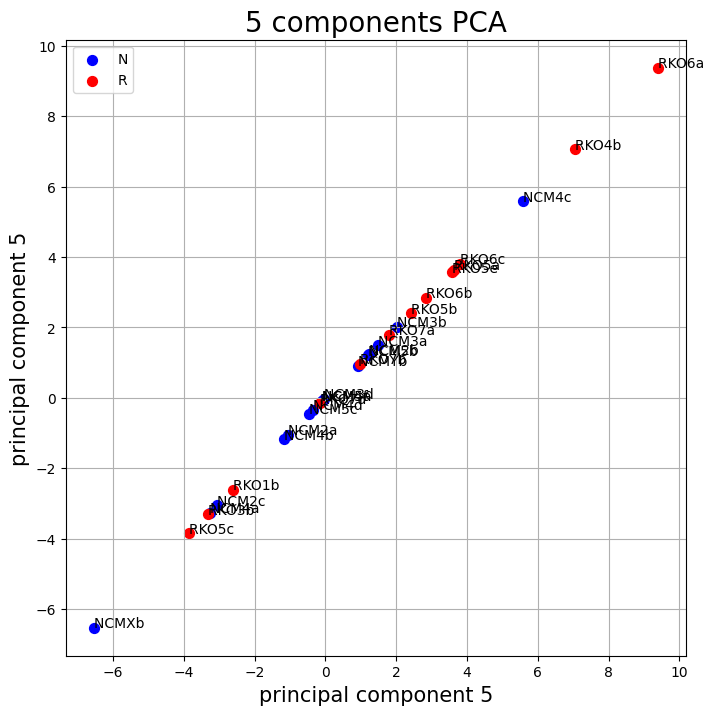 5 components PCA
N
R
RKO6a
RKO4b
NCM4c
RKO6c
RKO5a
RKO6b
RKO5b
NCM3b
RKO7a
NCM3a
NCM5c
NCM2a
NCM4b
RKO1b
NCM2c
NCM4a
RKO3b
RKO5c
NCMXb
10
8
6
4
2
0
−2
−4
−6
−6
−4
−2
0
2
4
6
8
10
principal component 5
principal component 5